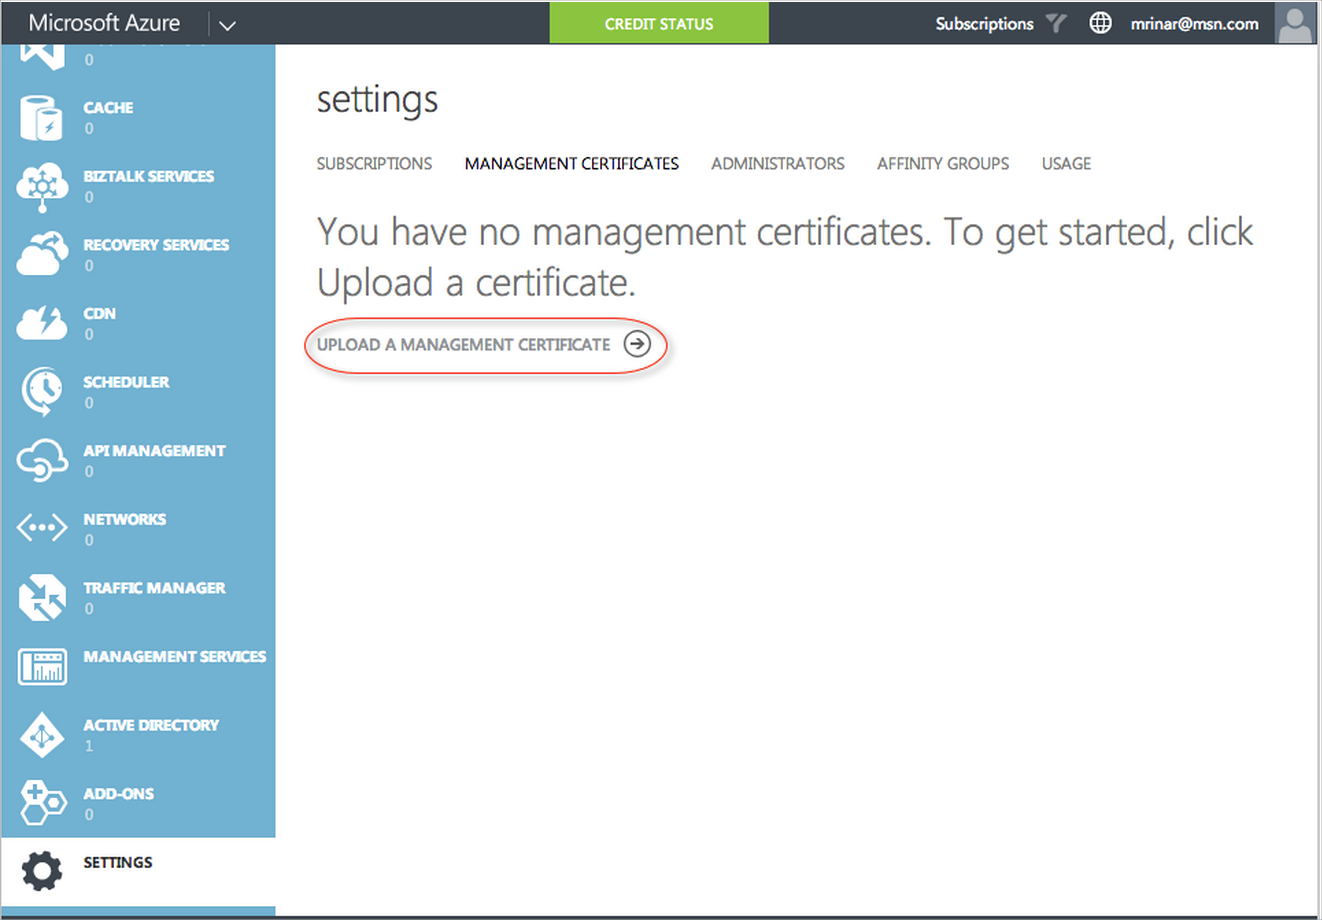 Microsoft Azure
CREDIT STATUS
Subscriptions
mrinar@msn.com
0
CACHE
0
BIZTALK SERVICES
0
RECOVERY SERVICES
0
CDN
0
SCHEDULER
0
API MANAGEMENT
0
NETWORKS
0
TRAFFIC MANAGER
0
MANAGEMENT SERVICES
ACTIVE DIRECTORY
1
ADD-ONS
0
SETTINGS
settings
SUBSCRIPTIONS MANAGEMENT CERTIFICATES ADMINISTRATORS AFFINITY GROUPS USAGE
You have no management certificates. To get started, click
Upload a certificate.
UPLOAD A MANAGEMENT CERTIFICATE